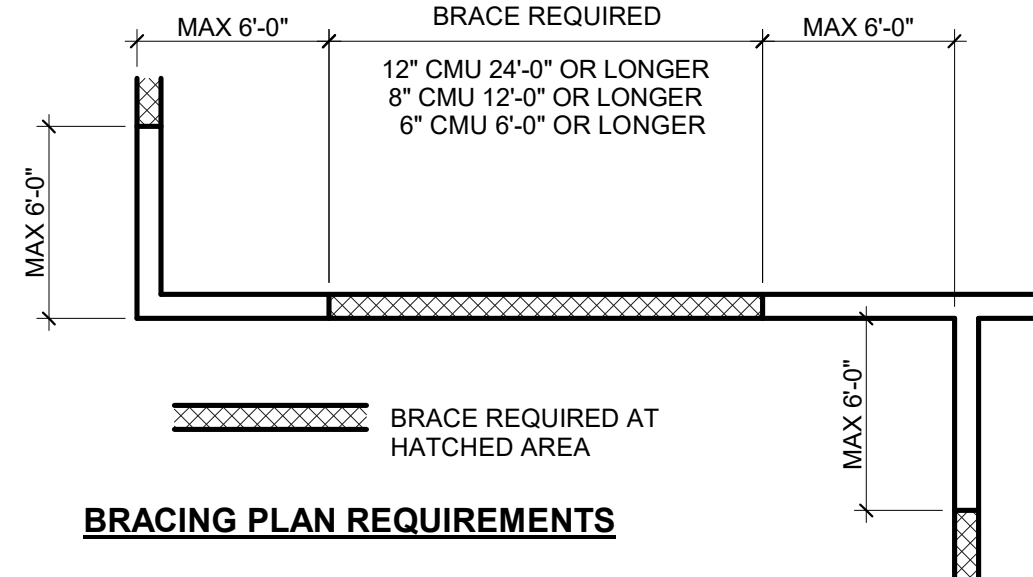 MAX 6'-0"
BRACE REQUIRED
MAX 6'-0"
12" CMU 24'-0" OR LONGER
8" CMU 12'-0" OR LONGER
6" CMU 6'-0" OR LONGER
MAX 6'-0"
MAX 6'-0"
BRACE REQUIRED AT
HATCHED AREA
BRACING PLAN REQUIREMENTS